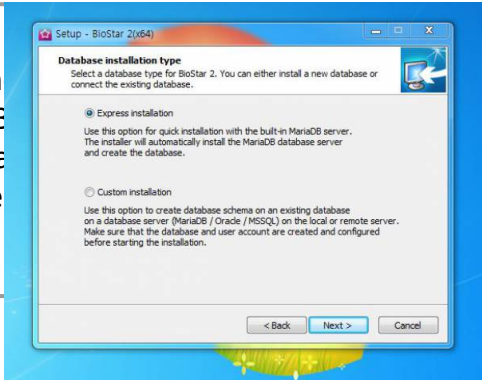 Setup - BioStar 2(x64)
Database installation type
Select a database type for BioStar 2. You can either install a new database or
connect the existing database.
Express installation
Use this option for quick installation with the built-in MariaDB server.
The installer will automatically install the MariaDB database server
and create the database.
Custom installation
Use this option to create database schema on an existing database
on a database server (MariaDB / Oracle / MSSQL) on the local or remote server.
Make sure that the database and user account are created and configured
before starting the installation.
< Back Next > Cancel